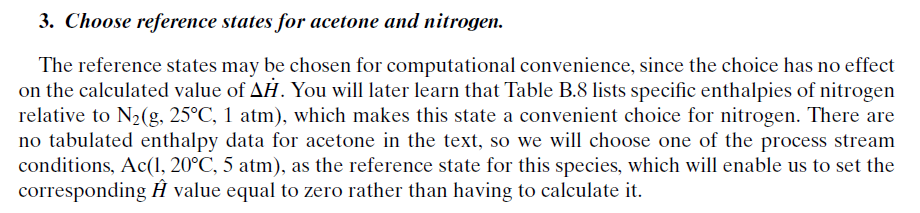 3. Choose reference states for acetone and nitrogen.
The reference states may be chosen for computational convenience, since the choice has no effect
on the calculated value of ΔḢ. You will later learn that Table B.8 lists specific enthalpies of nitrogen
relative to N₂(g, 25°C, 1 atm), which makes this state a convenient choice for nitrogen. There are
no tabulated enthalpy data for acetone in the text, so we will choose one of the process stream
conditions, Ac(l, 20°C, 5 atm), as the reference state for this species, which will enable us to set the
corresponding Ĥ value equal to zero rather than having to calculate it.